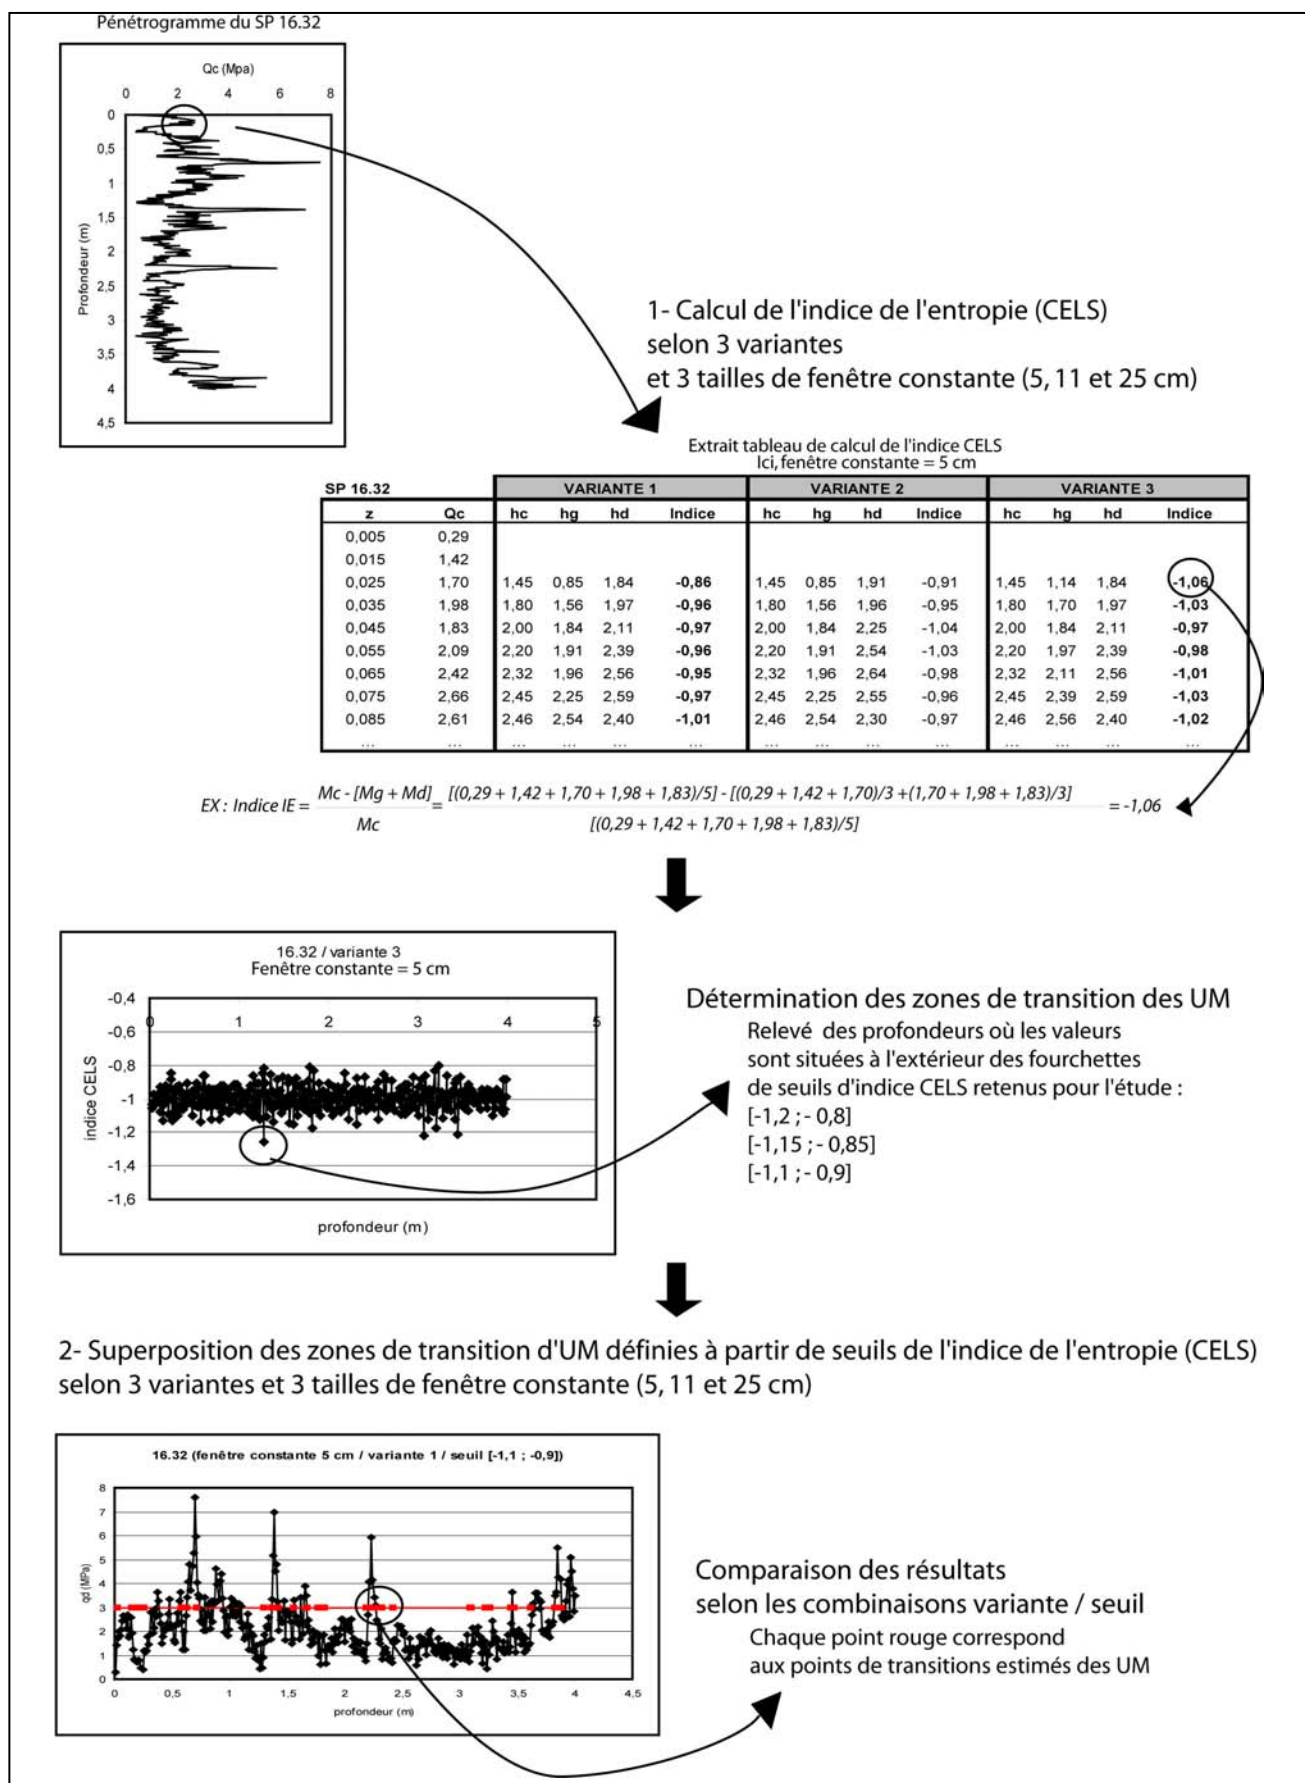 Pénétrogramme du SP 16.32
Qc (Mpa)
0 2 4 6 8
0
0,5
1
1,5
2
2,5
3
3,5
4
4,5
Profondeur (m)
1- Calcul de l'indice de l'entropie (CELS)
selon 3 variantes
et 3 tailles de fenêtre constante (5, 11 et 25 cm)
Extrait tableau de calcul de l'indice CELS
Ici, fenêtre constante = 5 cm
SP 16.32 VARIANTE 1 VARIANTE 2 VARIANTE 3
z Qc hc hg hd Indice hc hg hd Indice hc hg hd Indice
0,005 0,29
0,015 1,42
0,025 1,70 1,45 0,85 1,84 -0,86 1,45 0,85 1,91 -0,91 1,45 1,14 1,84 -1,06
0,035 1,98 1,80 1,56 1,97 -0,96 1,80 1,56 1,96 -0,95 1,80 1,70 1,97 -1,03
0,045 1,83 2,00 1,84 2,11 -0,97 2,00 1,84 2,25 -1,04 2,00 1,84 2,11 -0,97
0,055 2,09 2,20 1,91 2,39 -0,96 2,20 1,91 2,54 -1,03 2,20 1,97 2,39 -0,98
0,065 2,42 2,32 1,96 2,56 -0,95 2,32 1,96 2,64 -0,98 2,32 2,11 2,56 -1,01
0,075 2,66 2,45 2,25 2,59 -0,97 2,45 2,25 2,55 -0,96 2,45 2,39 2,59 -1,03
0,085 2,61 2,46 2,54 2,40 -1,01 2,46 2,54 2,30 -0,97 2,46 2,56 2,40 -1,02
... ... ... ... ... ... ... ... ... ... ... ... ... ...
EX : Indice IE = Mc - [Mg + Md] = [(0,29 + 1,42 + 1,70 + 1,98 + 1,83)/5] - [(0,29 + 1,42 + 1,70)/3 +(1,70 + 1,98 + 1,83)/3] = -1,06
Mc [(0,29 + 1,42 + 1,70 + 1,98 + 1,83)/5]
16.32 / variante 3
Fenêtre constante = 5 cm
-0,4
-0,6
-0,8
-1
-1,2
-1,4
-1,6
0 1 2 3 4 5
indice CELS
profondeur (m)
Détermination des zones de transition des UM
Relevé des profondeurs où les valeurs
sont situées à l'extérieur des fourchettes
de seuils d'indice CELS retenus pour l'étude :
[-1,2 ; - 0,8]
[-1,15 ; - 0,85]
[-1,1 ; - 0,9]
2- Superposition des zones de transition d'UM définies à partir de seuils de l'indice de l'entropie (CELS)
selon 3 variantes et 3 tailles de fenêtre constante (5, 11 et 25 cm)
16.32 (fenêtre constante 5 cm / variante 1 / seuil [-1,1 ; -0,9])
8
7
6
5
4
3
2
1
0
qd (MPa)
0 0,5 1 1,5 2 2,5 3 3,5 4 4,5
profondeur (m)
Comparaison des résultats
selon les combinaisons variante / seuil
Chaque point rouge correspond
aux points de transitions estimés des UM